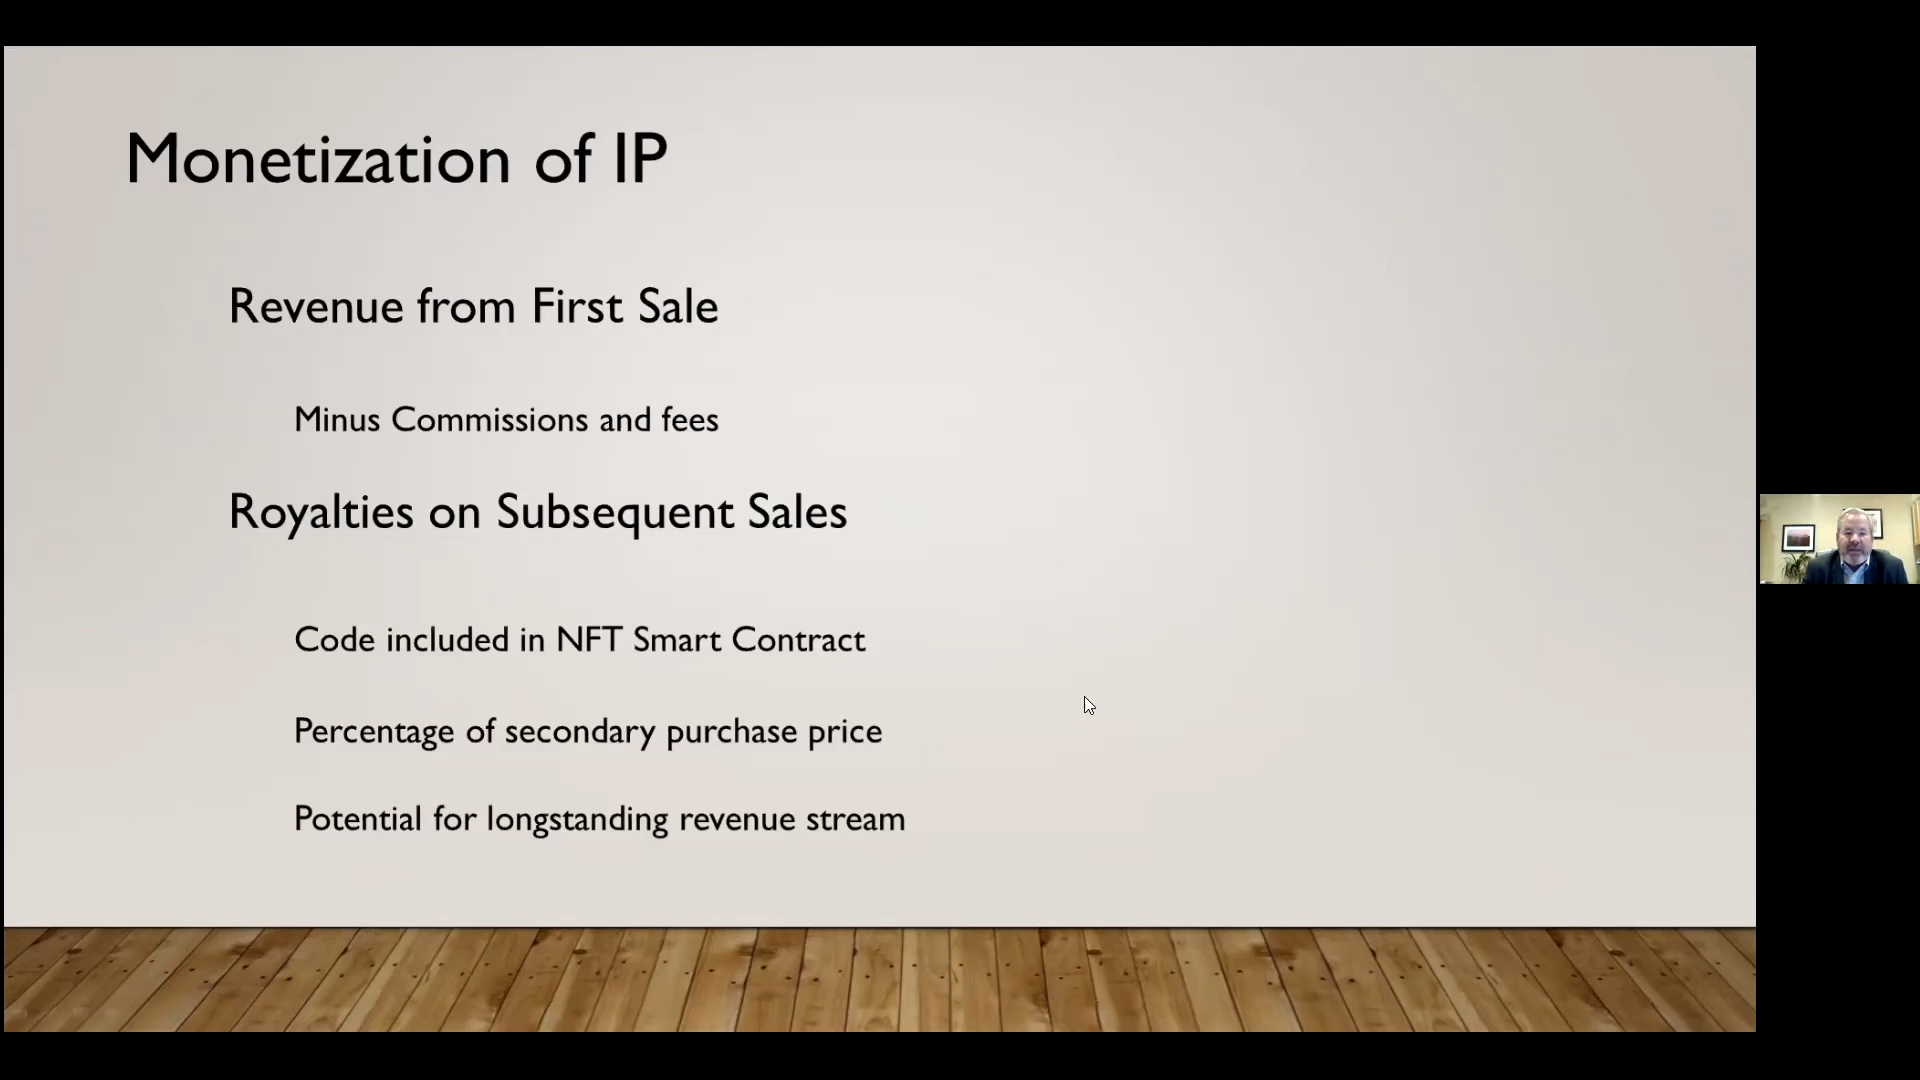 Monetization of IP
Revenue from First Sale
Minus Commissions and fees
Royalties on Subsequent Sales
Code included in NFT Smart Contract
Percentage of secondary purchase price
Potential for longstanding revenue stream